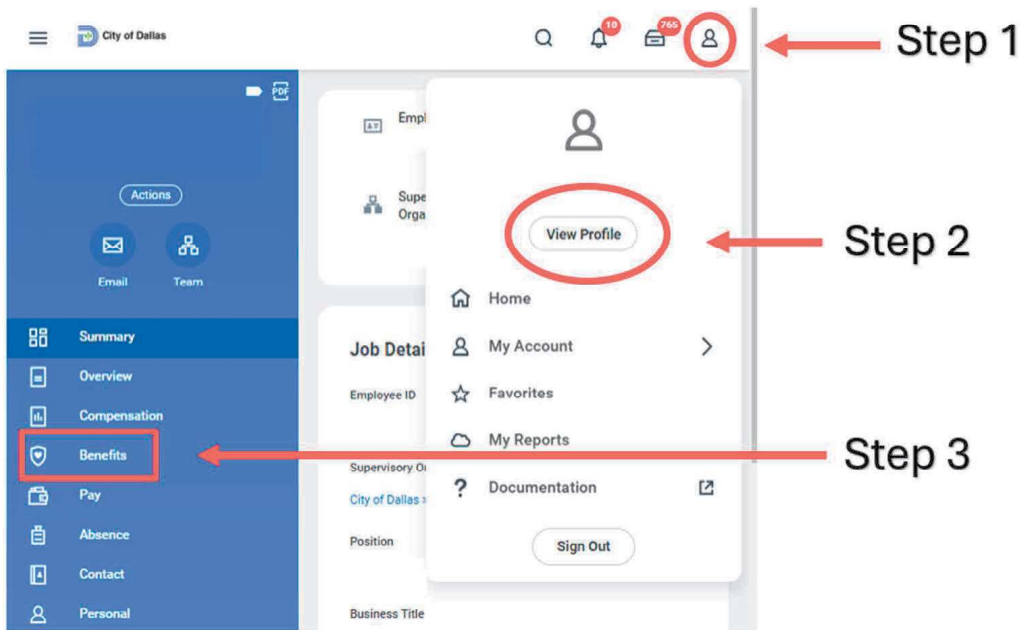 City of Dallas
10
765
Step 1
PDF
Actions
Email
Team
Summary
Overview
Compensation
Benefits
Pay
Absence
Contact
Personal
Empl
Supe
Orga
Job Detai
Employee ID
Supervisory O
City of Dallas
Position
Business Title
View Profile
Step 2
Home
My Account
Favorites
My Reports
Step 3
? Documentation
Sign Out